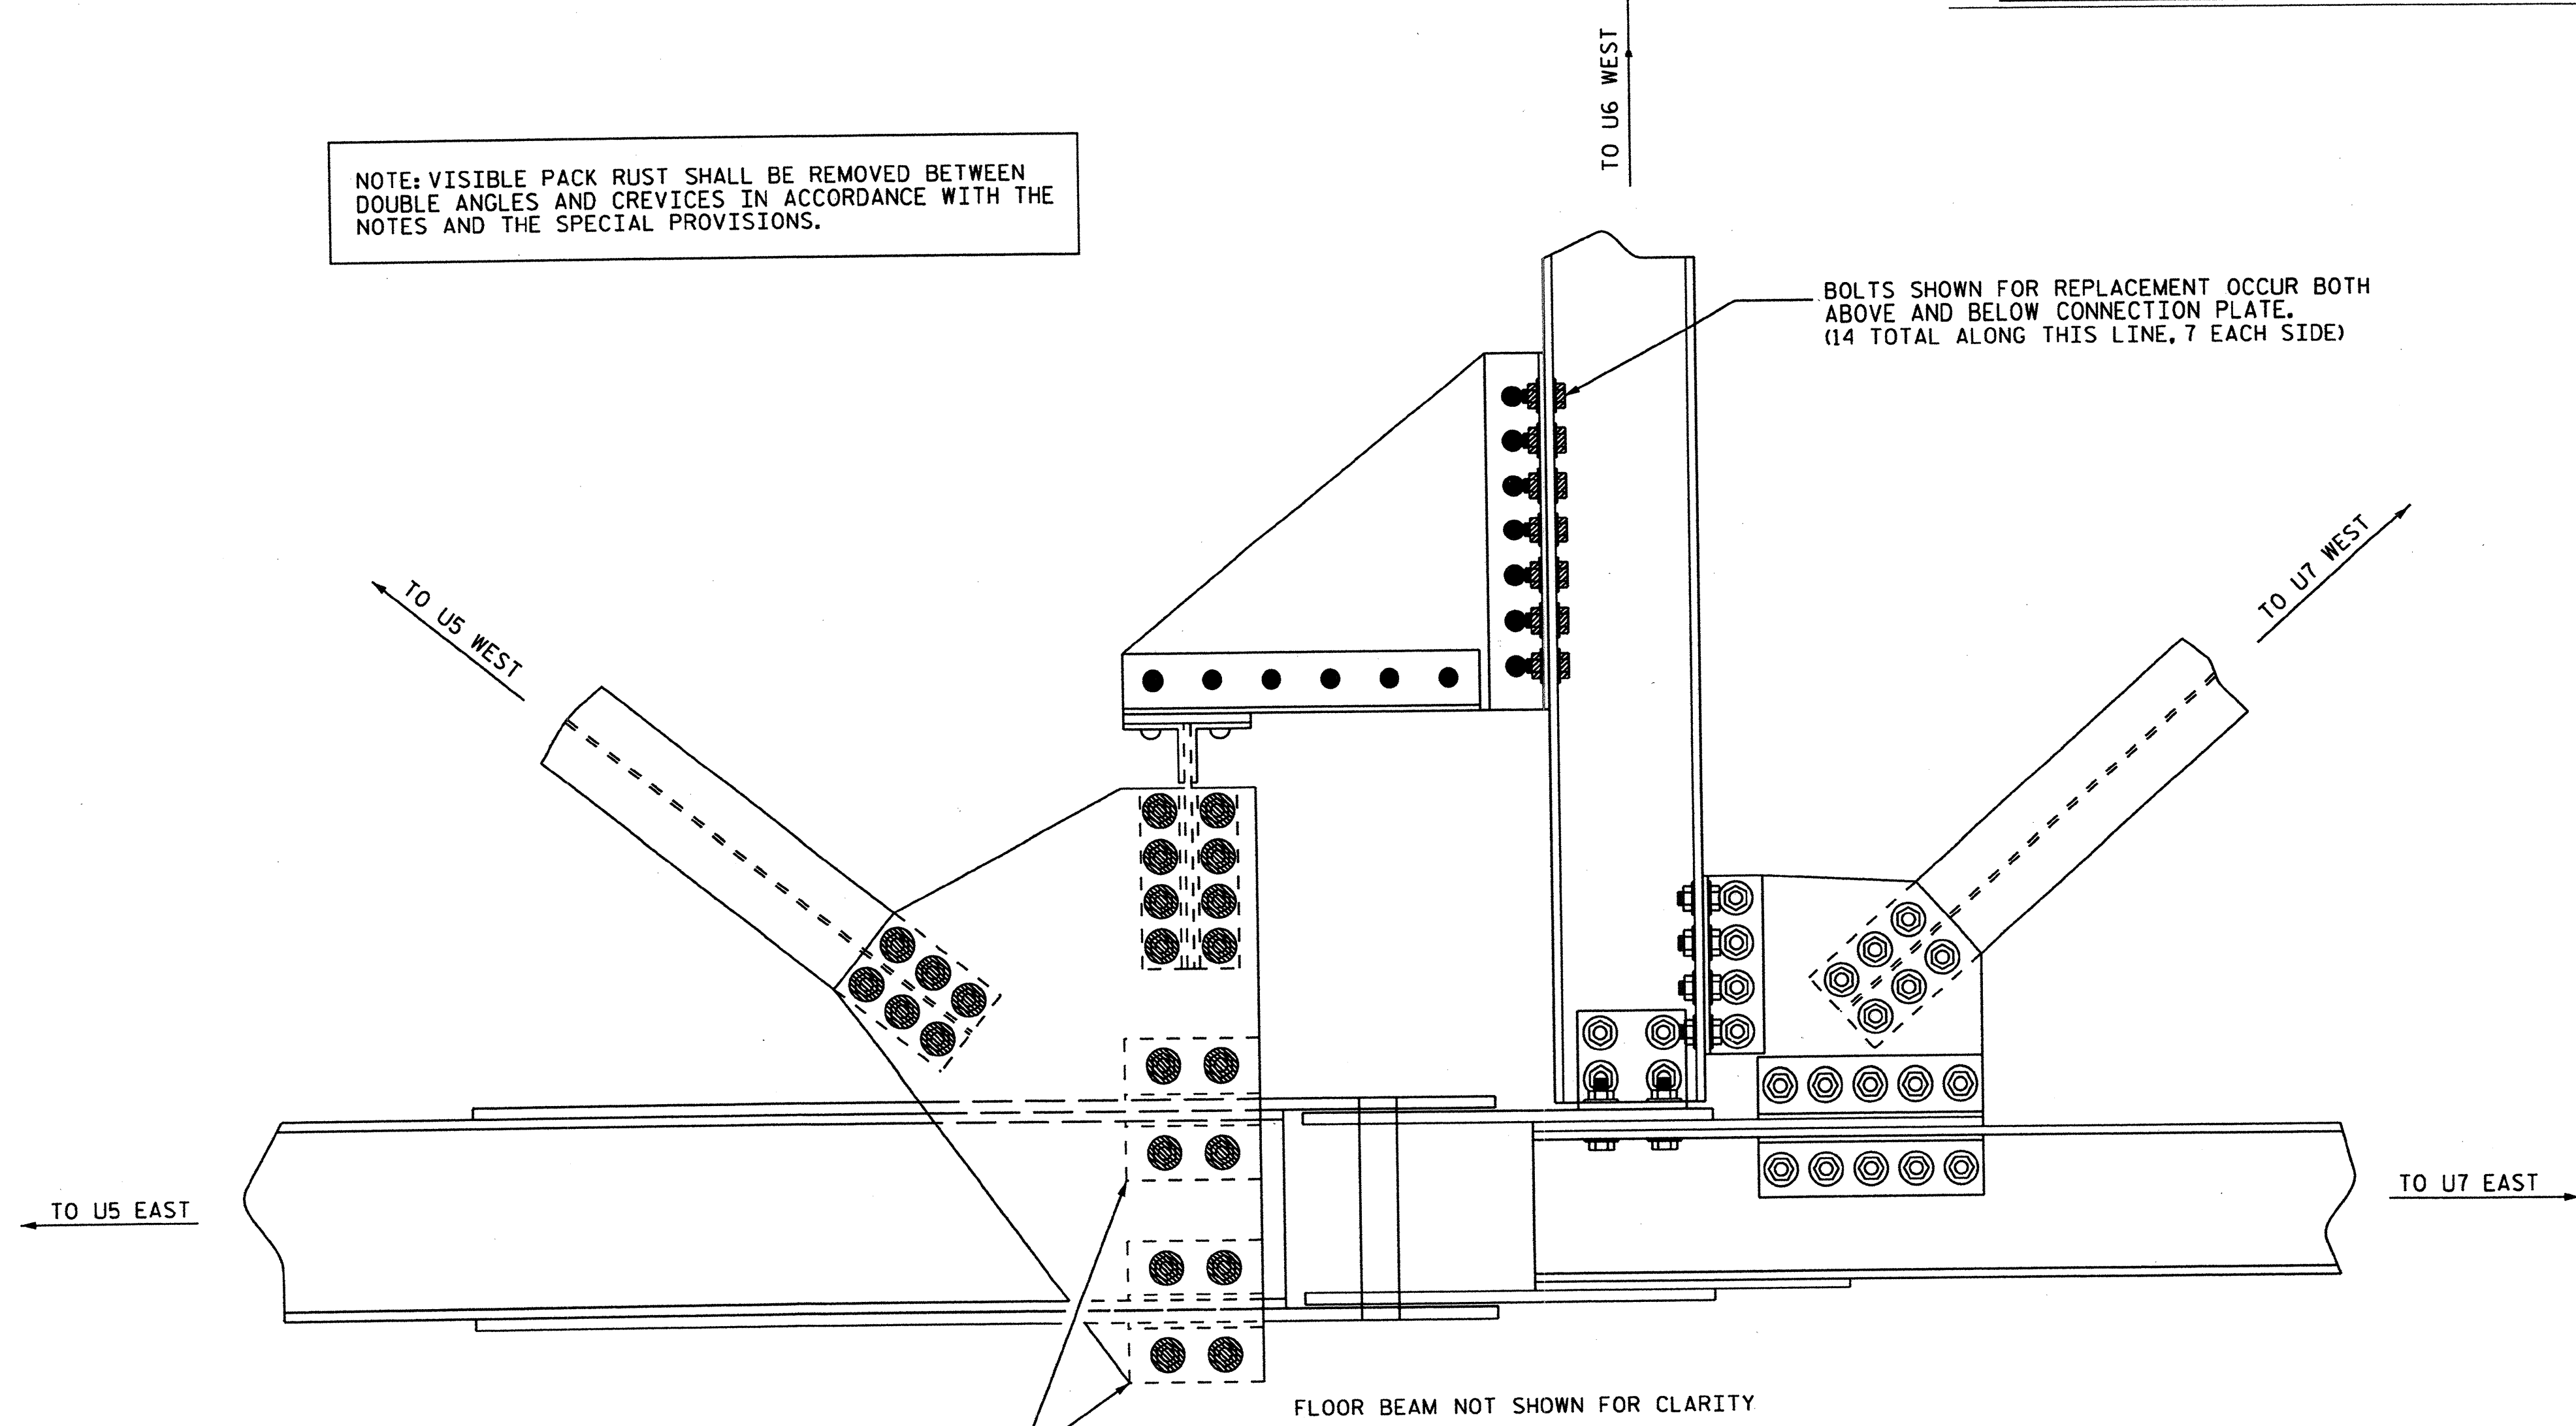 TO U6 WEST
NOTE: VISIBLE PACK RUST SHALL BE REMOVED BETWEEN
DOUBLE ANGLES AND CREVICES IN ACCORDANCE WITH THE
NOTES AND THE SPECIAL PROVISIONS.
BOLTS SHOWN FOR REPLACEMENT OCCUR BOTH
ABOVE AND BELOW CONNECTION PLATE.
(14 TOTAL ALONG THIS LINE, 7 EACH SIDE)
TO U5 WEST
TO U7 WEST
TO U5 EAST
TO U7 EAST
FLOOR BEAM NOT SHOWN FOR CLARITY